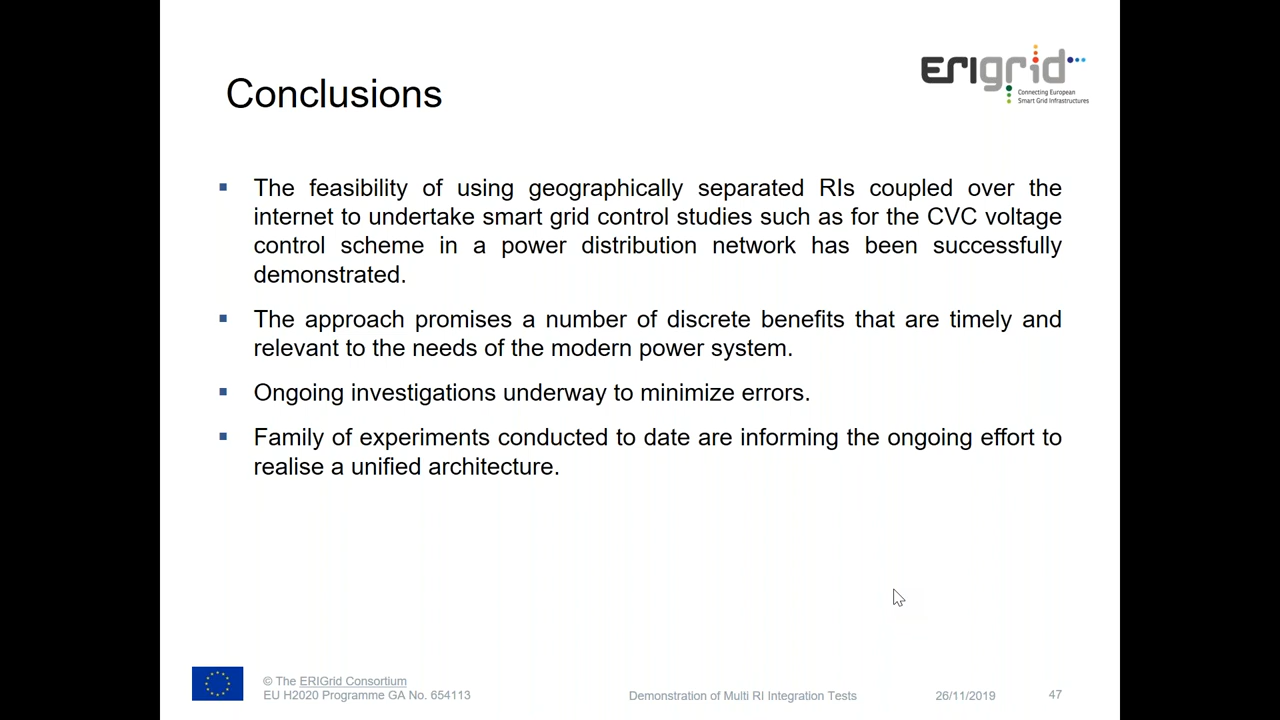 Conclusions
ERIGrid
Connecting European
Smart Grid Infrastructures
▪ The feasibility of using geographically separated RIs coupled over the
internet to undertake smart grid control studies such as for the CVC voltage
control scheme in a power distribution network has been successfully
demonstrated.
▪ The approach promises a number of discrete benefits that are timely and
relevant to the needs of the modern power system.
▪ Ongoing investigations underway to minimize errors.
▪ Family of experiments conducted to date are informing the ongoing effort to
realise a unified architecture.
© The ERIGrid Consortium
EU H2020 Programme GA No. 654113
Demonstration of Multi RI Integration Tests
26/11/2019
47